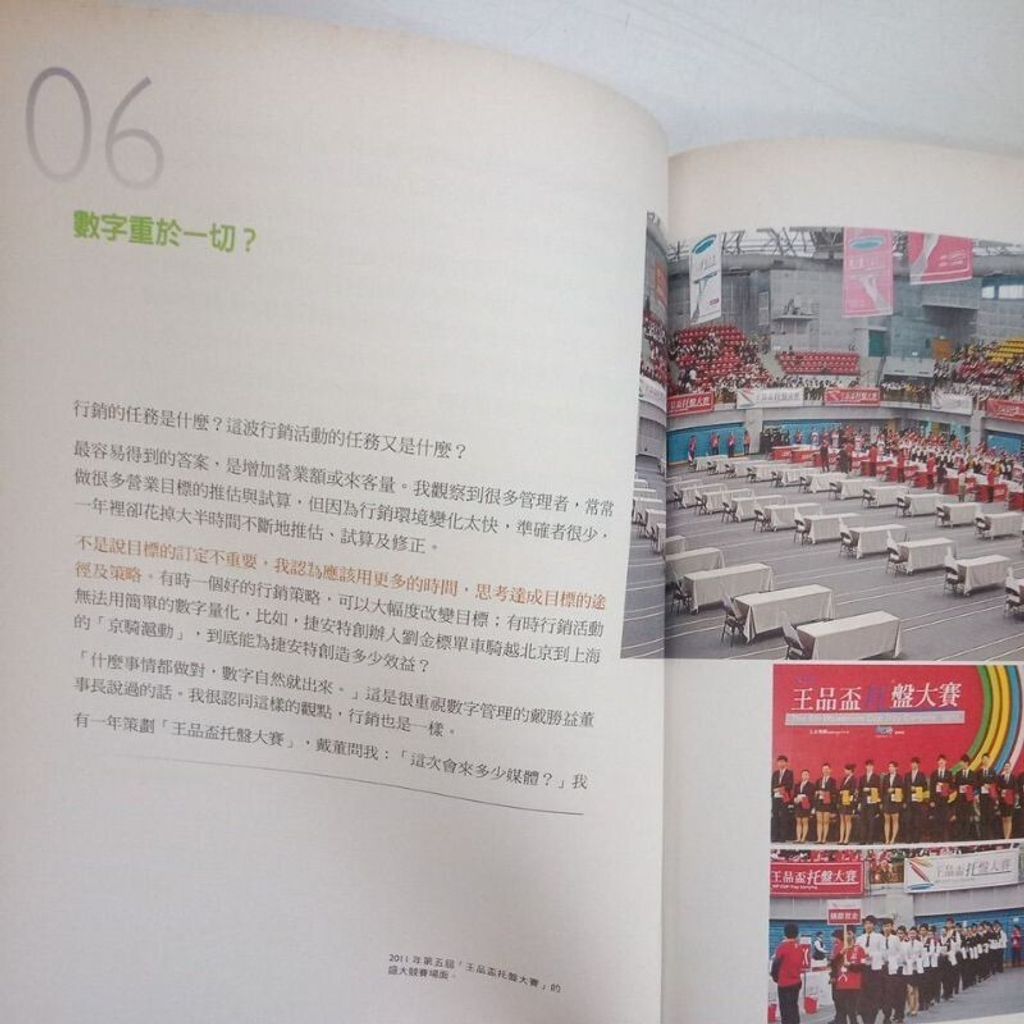 06
數字重於一切？
行銷的任務是什麼？這波行銷活動的任務又是什麼？
最容易得到的答案，是增加營業額或來客量。我觀察到很多管理者，常常
做很多營業目標的推估與試算，但因為行銷環境變化太快，準確者很少，
一年裡卻花掉大半時間不斷地推估、試算及修正。
不是說目標的訂定不重要，我認為應該用更多的時間，思考達成目標的途
徑及策略。有時一個好的行銷策略，可以大幅度改變目標；有時行銷活動
無法用簡單的數字量化，比如，捷安特創辦人劉金標單車騎越北京到上海
的「京騎滬動」，到底能為捷安特創造多少效益？
「什麼事情都做對，數字自然就出來。」這是很重視數字管理的戴勝益董
事長說過的話。我很認同這樣的觀點，行銷也是一樣。
有一年策劃「王品盃托盤大賽」，戴董問我：「這次會來多少媒體？」我
2011 年第五屆「王品盃托盤大賽」的
盛大競賽場面。
王品盃托盤大賽
王品盃托盤大賽
王品盃托盤大賽